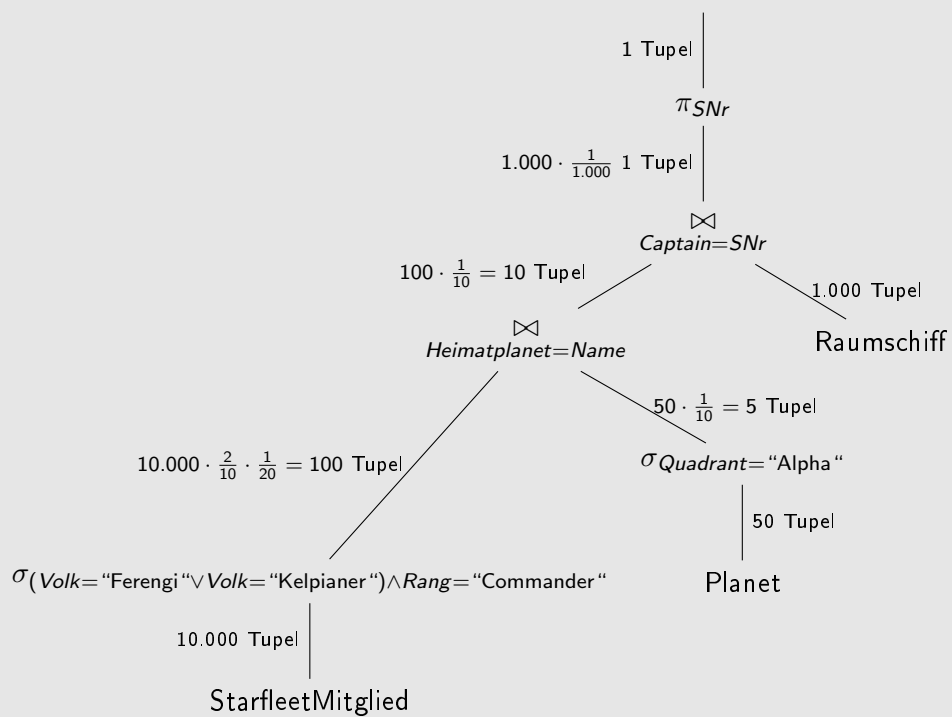 1 Tupel
π_SNr
1.000 · 1/1.000 1 Tupel
⋈
Captain=SNr
100 · 1/10 = 10 Tupel
1.000 Tupel
⋈
Heimatplanet=Name
Raumschiff
50 · 1/10 = 5 Tupel
10.000 · 2/10 · 1/20 = 100 Tupel
σ_Quadrant=“Alpha“
50 Tupel
σ_(Volk=“Ferengi“∨Volk=“Kelpianer“)∧Rang=“Commander“
Planet
10.000 Tupel
StarfleetMitglied